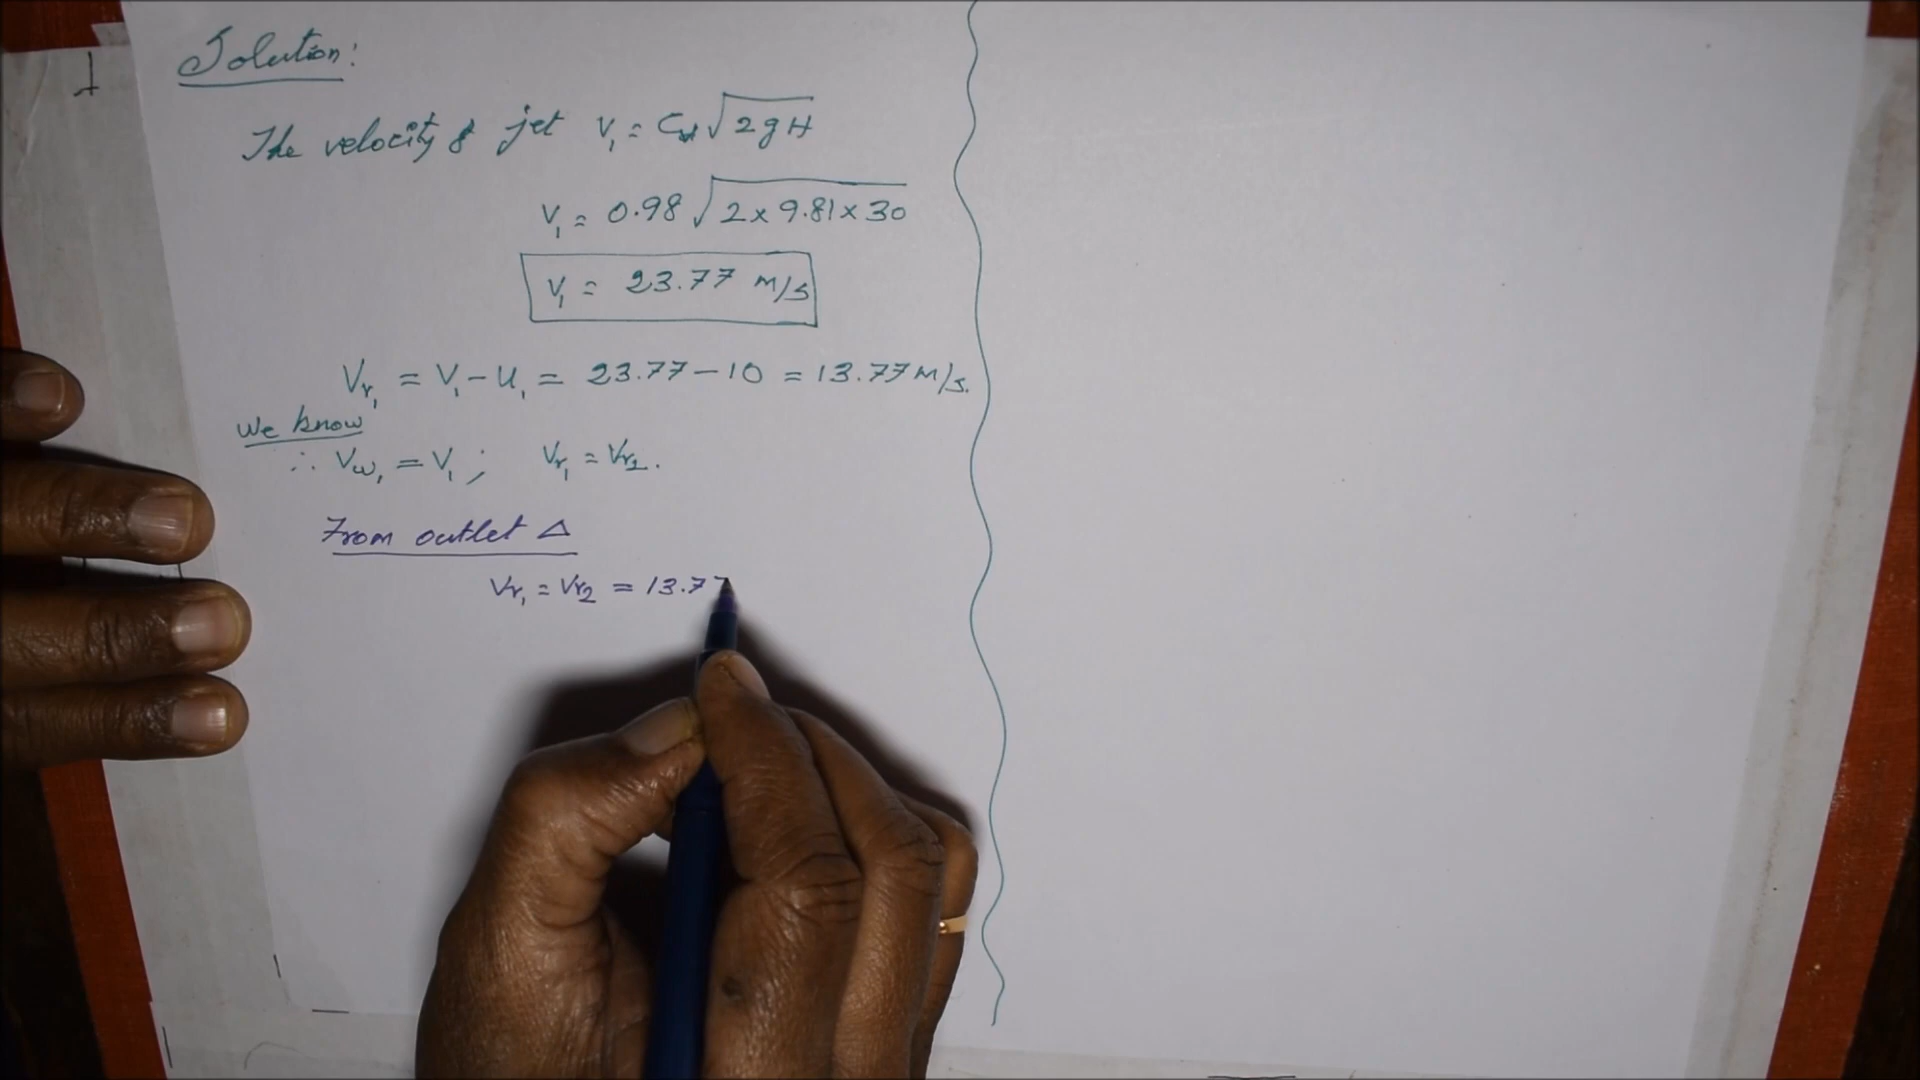 Solution:
The velocity of jet V₁ = Cv √2gH
V₁ = 0.98 √2 x 9.81 x 30
V₁ = 23.77 m/s
Vr₁ = V₁ - U₁ = 23.77 - 10 = 13.77 m/s.
We know
∴ Vw₁ = V₁ ; Vr₁ = Vr₂.
From outlet Δ
Vr₁ = Vr₂ = 13.77